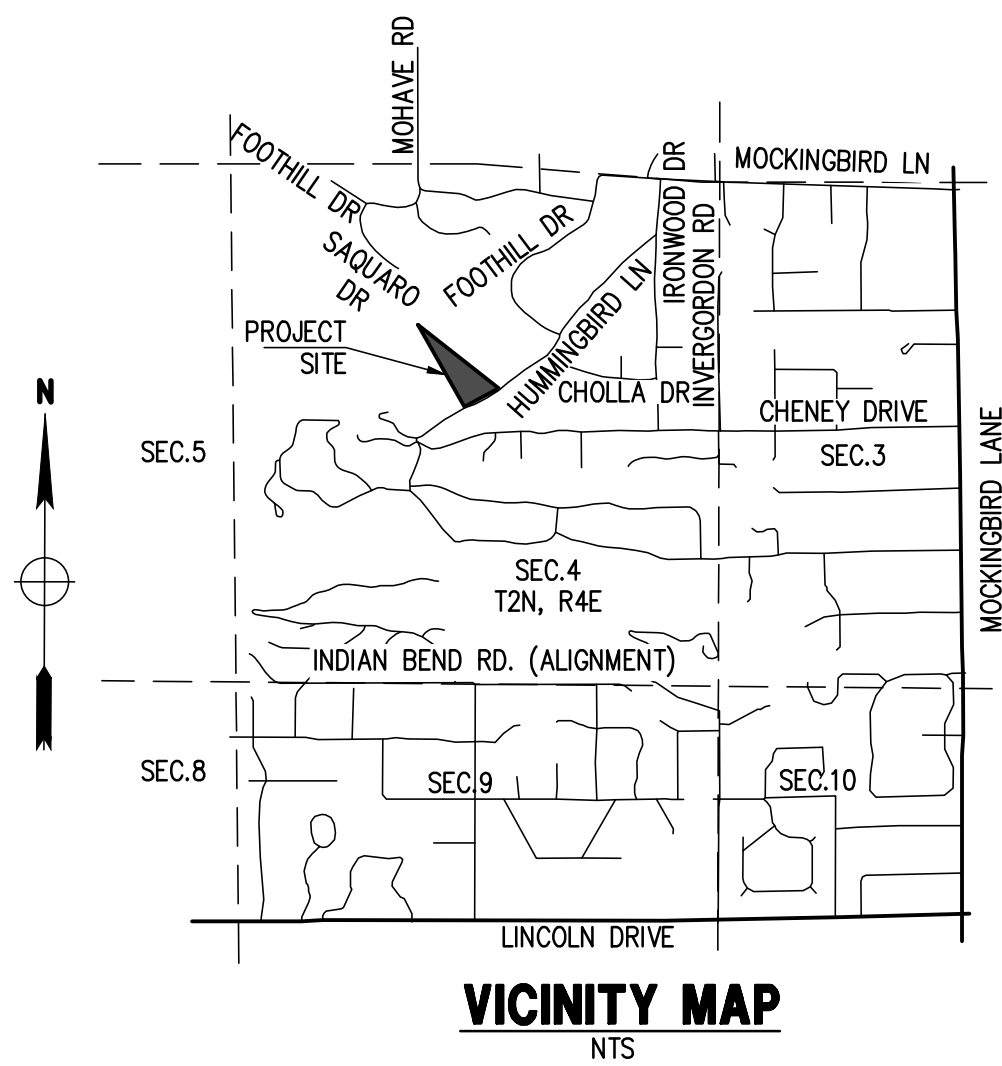 MOHAVE RD
FOOTHILL DR
MOCKINGBIRD LN
IRONWOOD DR
SAQUARO
DR
FOOTHILL DR
INVERGORDON RD
HUMMINGBIRD LN
PROJECT
SITE
CHOLLA DR
CHENEY DRIVE
N
SEC.5
SEC.3
MOCKINGBIRD LANE
SEC.4
T2N, R4E
INDIAN BEND RD. (ALIGNMENT)
SEC.8
SEC.9
SEC.10
LINCOLN DRIVE
VICINITY MAP
NTS